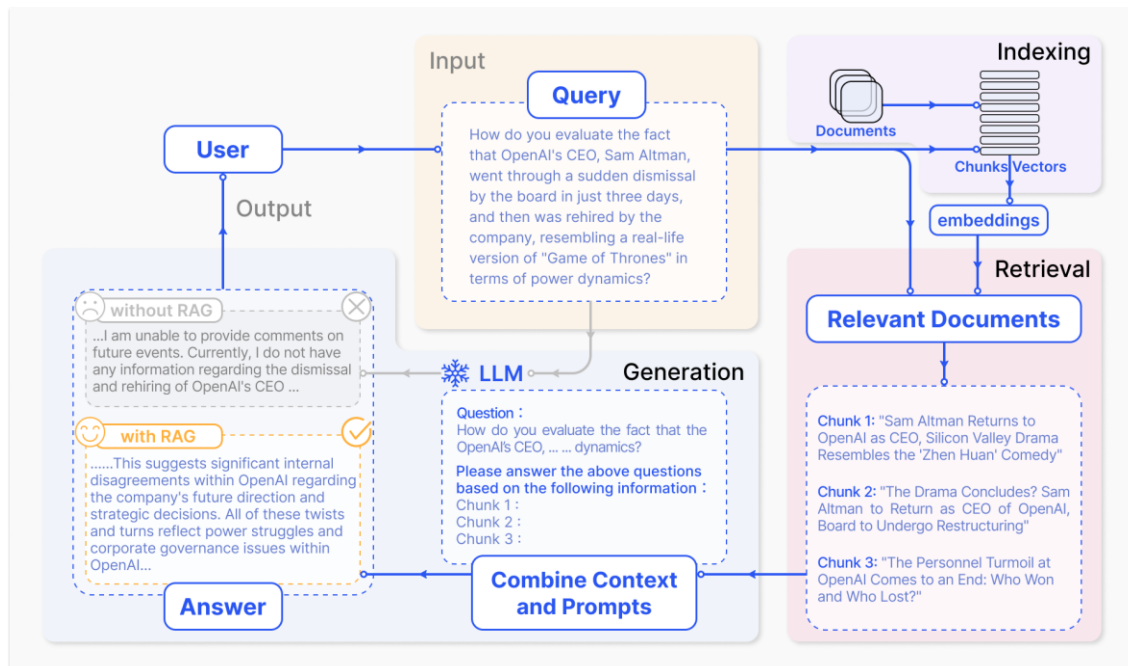 Input
Query
How do you evaluate the fact
that OpenAI's CEO, Sam Altman,
went through a sudden dismissal
by the board in just three days,
and then was rehired by the
company, resembling a real-life
version of "Game of Thrones" in
terms of power dynamics?
Indexing
Documents
Chunks Vectors
embeddings
User
Output
Retrieval
Relevant Documents
Chunk 1: "Sam Altman Returns to
OpenAI as CEO, Silicon Valley Drama
Resembles the 'Zhen Huan' Comedy"
Chunk 2: "The Drama Concludes? Sam
Altman to Return as CEO of OpenAI,
Board to Undergo Restructuring"
Chunk 3: "The Personnel Turmoil at
OpenAI Comes to an End: Who Won
and Who Lost?"
Generation
LLM
Question :
How do you evaluate the fact that the
OpenAI's CEO, ... ... dynamics?
Please answer the above questions
based on the following information :
Chunk 1 :
Chunk 2 :
Chunk 3 :
Combine Context
and Prompts
without RAG
...I am unable to provide comments on
future events. Currently, I do not have
any information regarding the dismissal
and rehiring of OpenAI's CEO ...
with RAG
......This suggests significant internal
disagreements within OpenAI regarding
the company's future direction and
strategic decisions. All of these twists
and turns reflect power struggles and
corporate governance issues within
OpenAI...
Answer